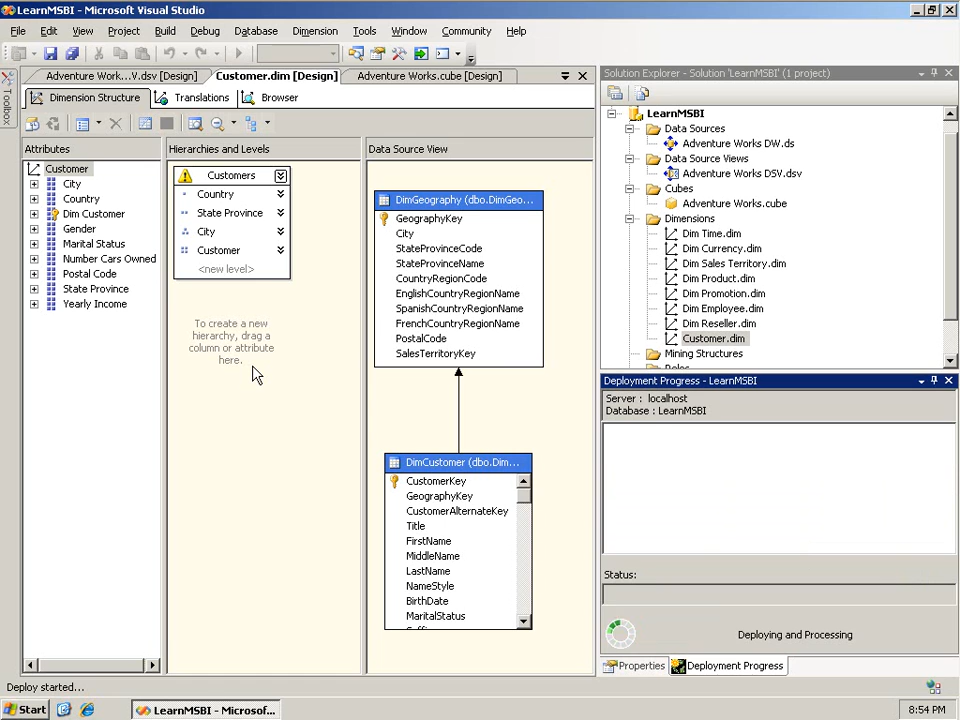 LearnMSBI - Microsoft Visual Studio
File Edit View Project Build Debug Database Dimension Tools Window Community Help
Adventure Work...V.dsv [Design] Customer.dim [Design] Adventure Works.cube [Design]
Dimension Structure Translations Browser
Attributes
Customer
City
Country
Dim Customer
Gender
Marital Status
Number Cars Owned
Postal Code
State Province
Yearly Income
Hierarchies and Levels
Customers
Country
State Province
City
Customer
<new level>
To create a new
hierarchy, drag a
column or attribute
here.
Data Source View
DimGeography (dbo.DimGeo...
GeographyKey
City
StateProvinceCode
StateProvinceName
CountryRegionCode
EnglishCountryRegionName
SpanishCountryRegionName
FrenchCountryRegionName
PostalCode
SalesTerritoryKey
DimCustomer (dbo.Dim...
CustomerKey
GeographyKey
CustomerAlternateKey
Title
FirstName
MiddleName
LastName
NameStyle
BirthDate
MaritalStatus
Toolbox
Solution Explorer - Solution 'LearnMSBI' (1 project)
LearnMSBI
Data Sources
Adventure Works DW.ds
Data Source Views
Adventure Works DSV.dsv
Cubes
Adventure Works.cube
Dimensions
Dim Time.dim
Dim Currency.dim
Dim Sales Territory.dim
Dim Product.dim
Dim Promotion.dim
Dim Employee.dim
Dim Reseller.dim
Customer.dim
Mining Structures
Deployment Progress - LearnMSBI
Server : localhost
Database : LearnMSBI
Status:
Deploying and Processing
Properties Deployment Progress
Deploy started...
Start LearnMSBI - Microsof... 8:54 PM